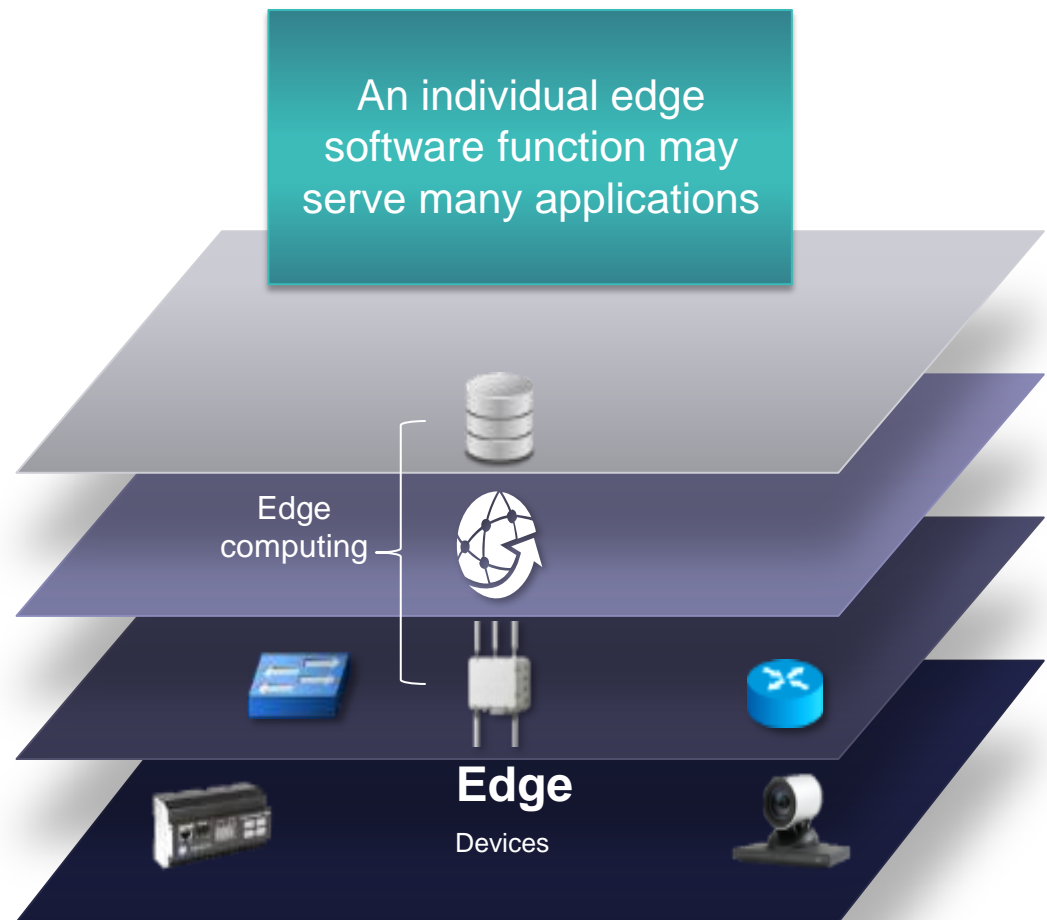 An individual edge
software function may
serve many applications
Edge
computing
Edge
Devices